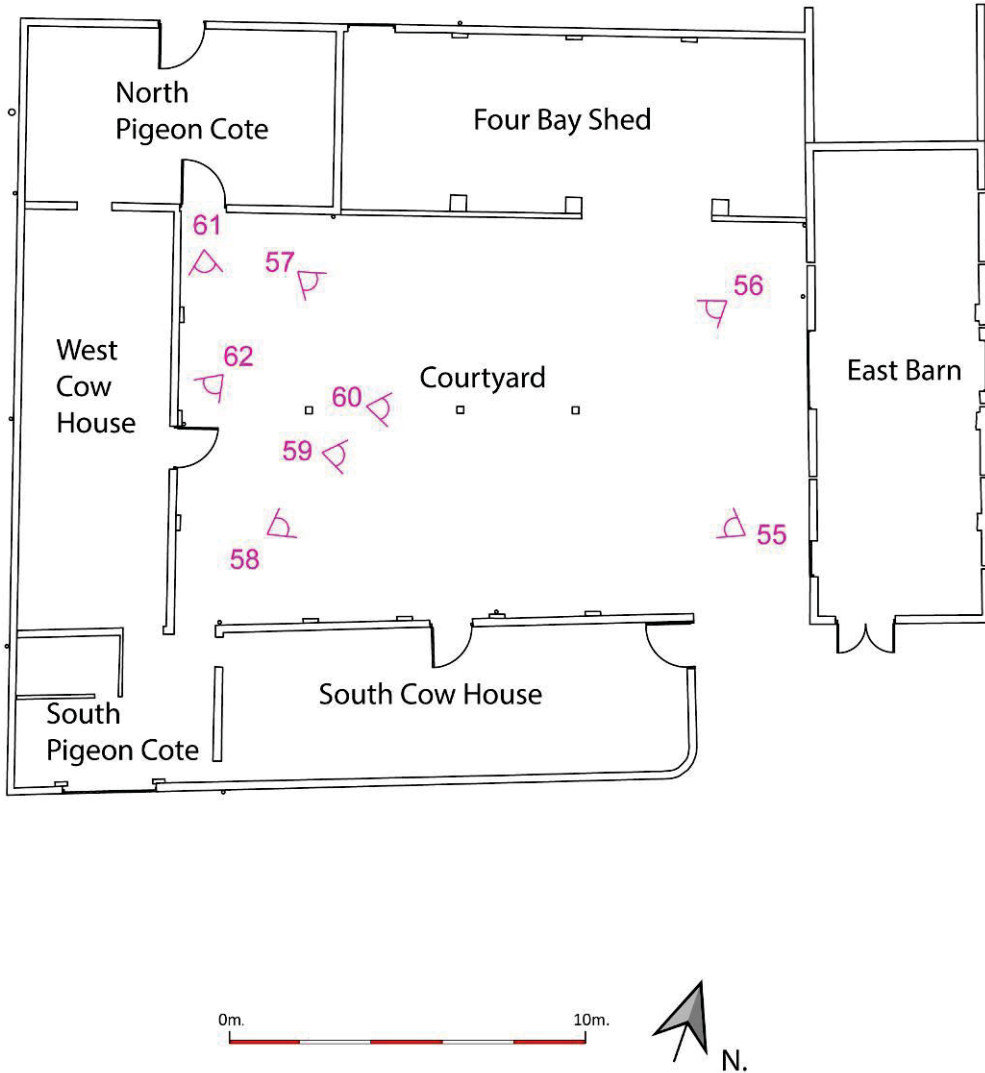 North
Pigeon Cote
Four Bay Shed
61
57
56
West
Cow
House
62
Courtyard
East Barn
60
59
58
55
South Cow House
South
Pigeon Cote
0m.
10m.
N.